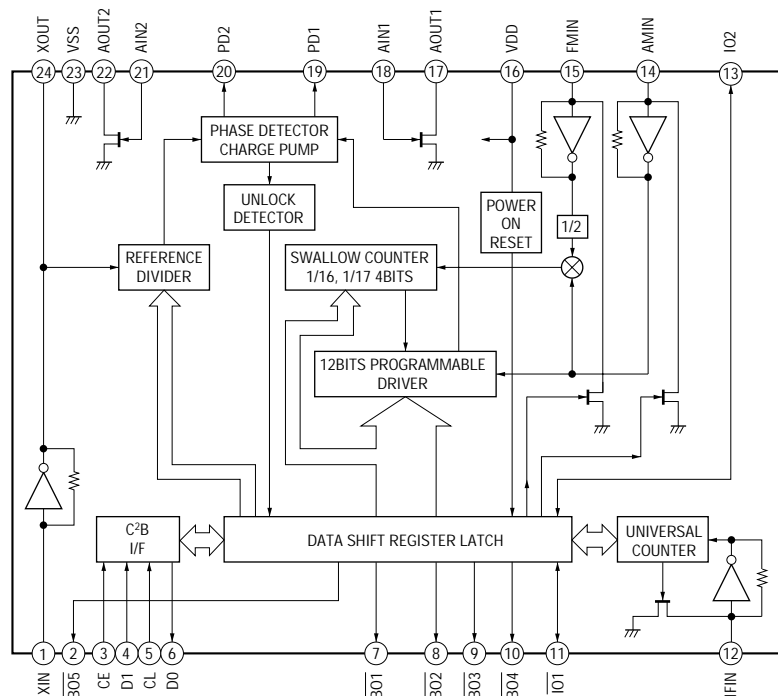 XOUT
VSS
AOUT2
AIN2
PD2
PD1
AIN1
AOUT1
VDD
FMIN
AMIN
IO2
24
23
22
21
20
19
18
17
16
15
14
13
PHASE DETECTOR
CHARGE PUMP
UNLOCK
DETECTOR
POWER
ON
RESET
1/2
REFERENCE
DIVIDER
SWALLOW COUNTER
1/16, 1/17 4BITS
12BITS PROGRAMMABLE
DRIVER
C²B
I/F
DATA SHIFT REGISTER LATCH
UNIVERSAL
COUNTER
1
2
3
4
5
6
7
8
9
10
11
12
XIN
BO5
CE
D1
CL
D0
BO1
BO2
BO3
BO4
IO1
IFIN